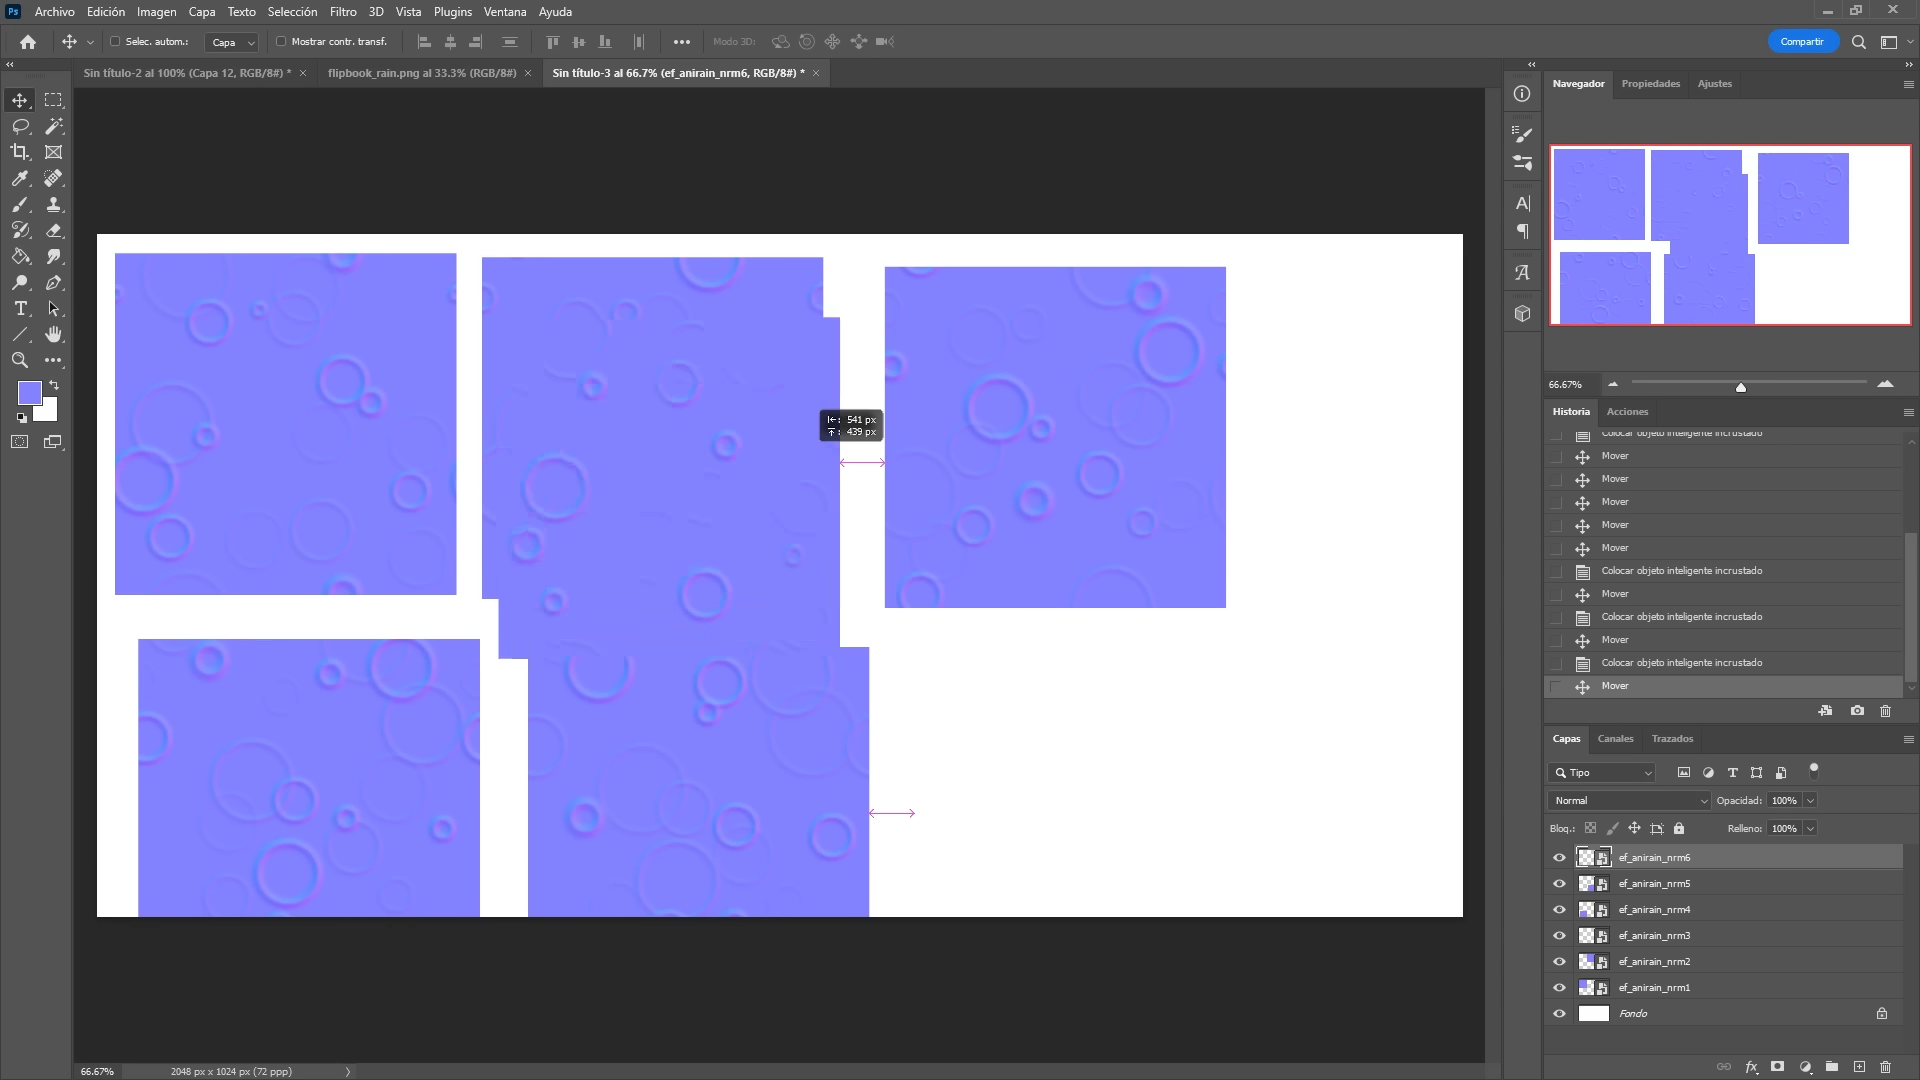 Ps Archivo Edición Imagen Capa Texto Selección Filtro 3D Vista Plugins Ventana Ayuda
Selec. autom.: Capa Mostrar contr. transf. Modo 3D: Compartir
Sin título-2 al 100% (Capa 12, RGB/8#) * flipbook_rain.png al 33.3% (RGB/8#) Sin título-3 al 66.7% (ef_anirain_nrm6, RGB/8#) *
Navegador Propiedades Ajustes
66.67%
541 px
439 px
Historia Acciones
Colocar objeto inteligente incrustado
Mover
Mover
Mover
Mover
Mover
Colocar objeto inteligente incrustado
Mover
Colocar objeto inteligente incrustado
Mover
Colocar objeto inteligente incrustado
Mover
Capas Canales Trazados
Tipo
Normal Opacidad: 100%
Bloq.: Relleno: 100%
ef_anirain_nrm6
ef_anirain_nrm5
ef_anirain_nrm4
ef_anirain_nrm3
ef_anirain_nrm2
ef_anirain_nrm1
Fondo
66.67% 2048 px x 1024 px (72 ppp)